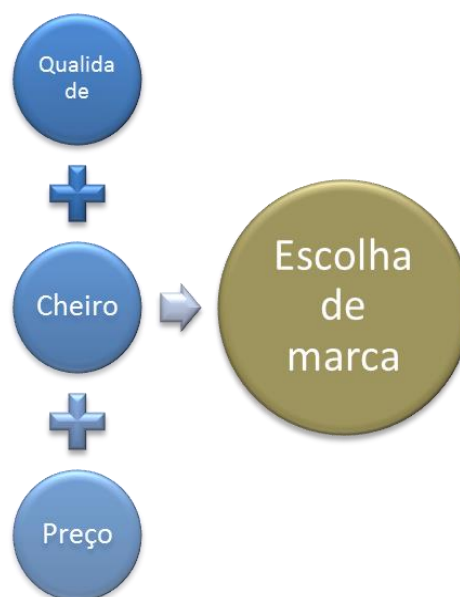 Qualida
de
Cheiro
Preço
Escolha
de
marca